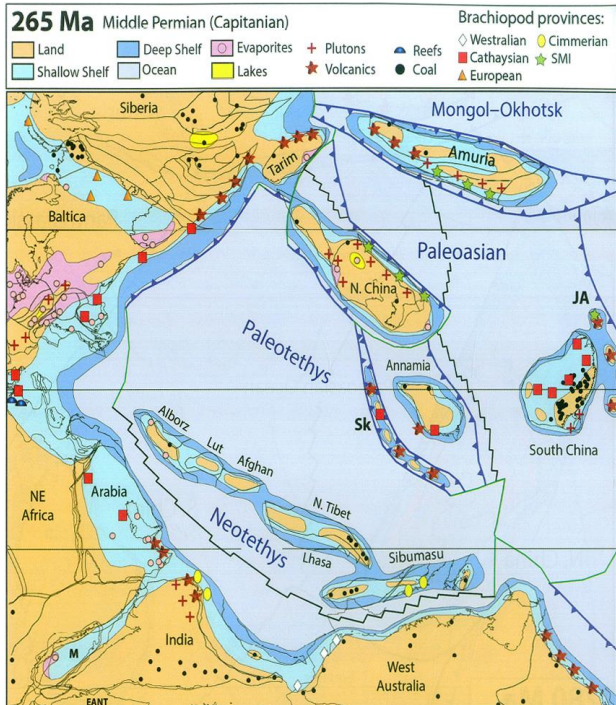 265 Ma Middle Permian (Capitanian)
Land
Deep Shelf
Evaporites
Plutons
Reefs
Shallow Shelf
Ocean
Lakes
Volcanics
Coal
Brachiopod provinces:
Westralian
Cimmerian
Cathaysian
SMI
European
Siberia
Mongol-Okhotsk
Tarim
Amuria
Baltica
Paleoasian
N. China
JA
Paleotethys
Annamia
Sk
South China
Alborz
Lut
Afghan
NE
Africa
Arabia
N. Tibet
Neotethys
Lhasa
Sibumasu
India
M
West
Australia
EANT